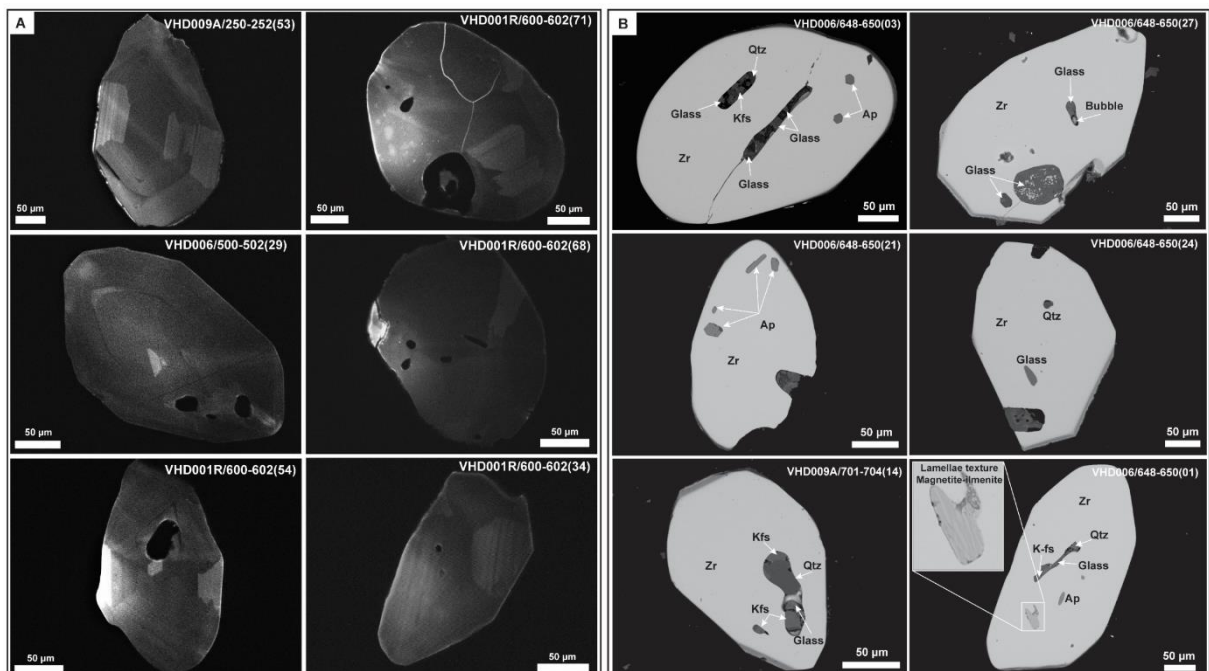 A
VHD009A/250-252(53)
50 µm
VHD001R/600-602(71)
50 µm
VHD006/500-502(29)
50 µm
VHD001R/600-602(68)
50 µm
VHD001R/600-602(54)
50 µm
VHD001R/600-602(34)
50 µm
B
VHD006/648-650(03)
Qtz
Glass
Kfs
Ap
Glass
Zr
Glass
50 µm
VHD006/648-650(27)
Glass
Zr
Bubble
Glass
50 µm
VHD006/648-650(21)
Ap
Zr
50 µm
VHD006/648-650(24)
Zr
Qtz
Glass
50 µm
VHD009A/701-704(14)
Kfs
Zr
Qtz
Kfs
Glass
50 µm
VHD006/648-650(01)
Lamellae texture
Magnetite-ilmenite
Zr
Qtz
K-fs
Glass
Ap
50 µm